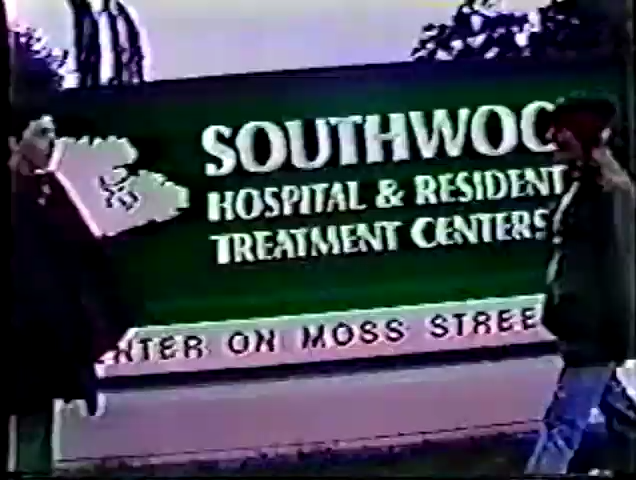 SOUTHWOO
HOSPITAL & RESIDENT
TREATMENT CENTERS
NTER ON MOSS STREE